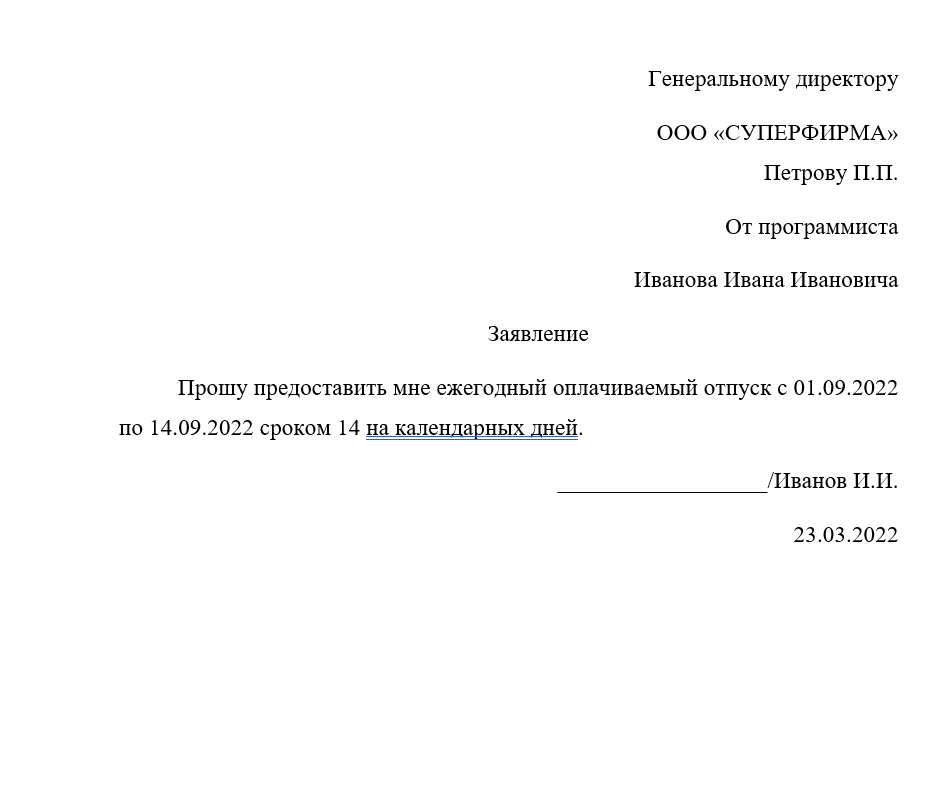 Генеральному директору
ООО «СУПЕРФИРМА»
Петрову П.П.
От программиста
Иванова Ивана Ивановича
Заявление
Прошу предоставить мне ежегодный оплачиваемый отпуск с 01.09.2022
по 14.09.2022 сроком 14 на календарных дней.
___________________/Иванов И.И.
23.03.2022